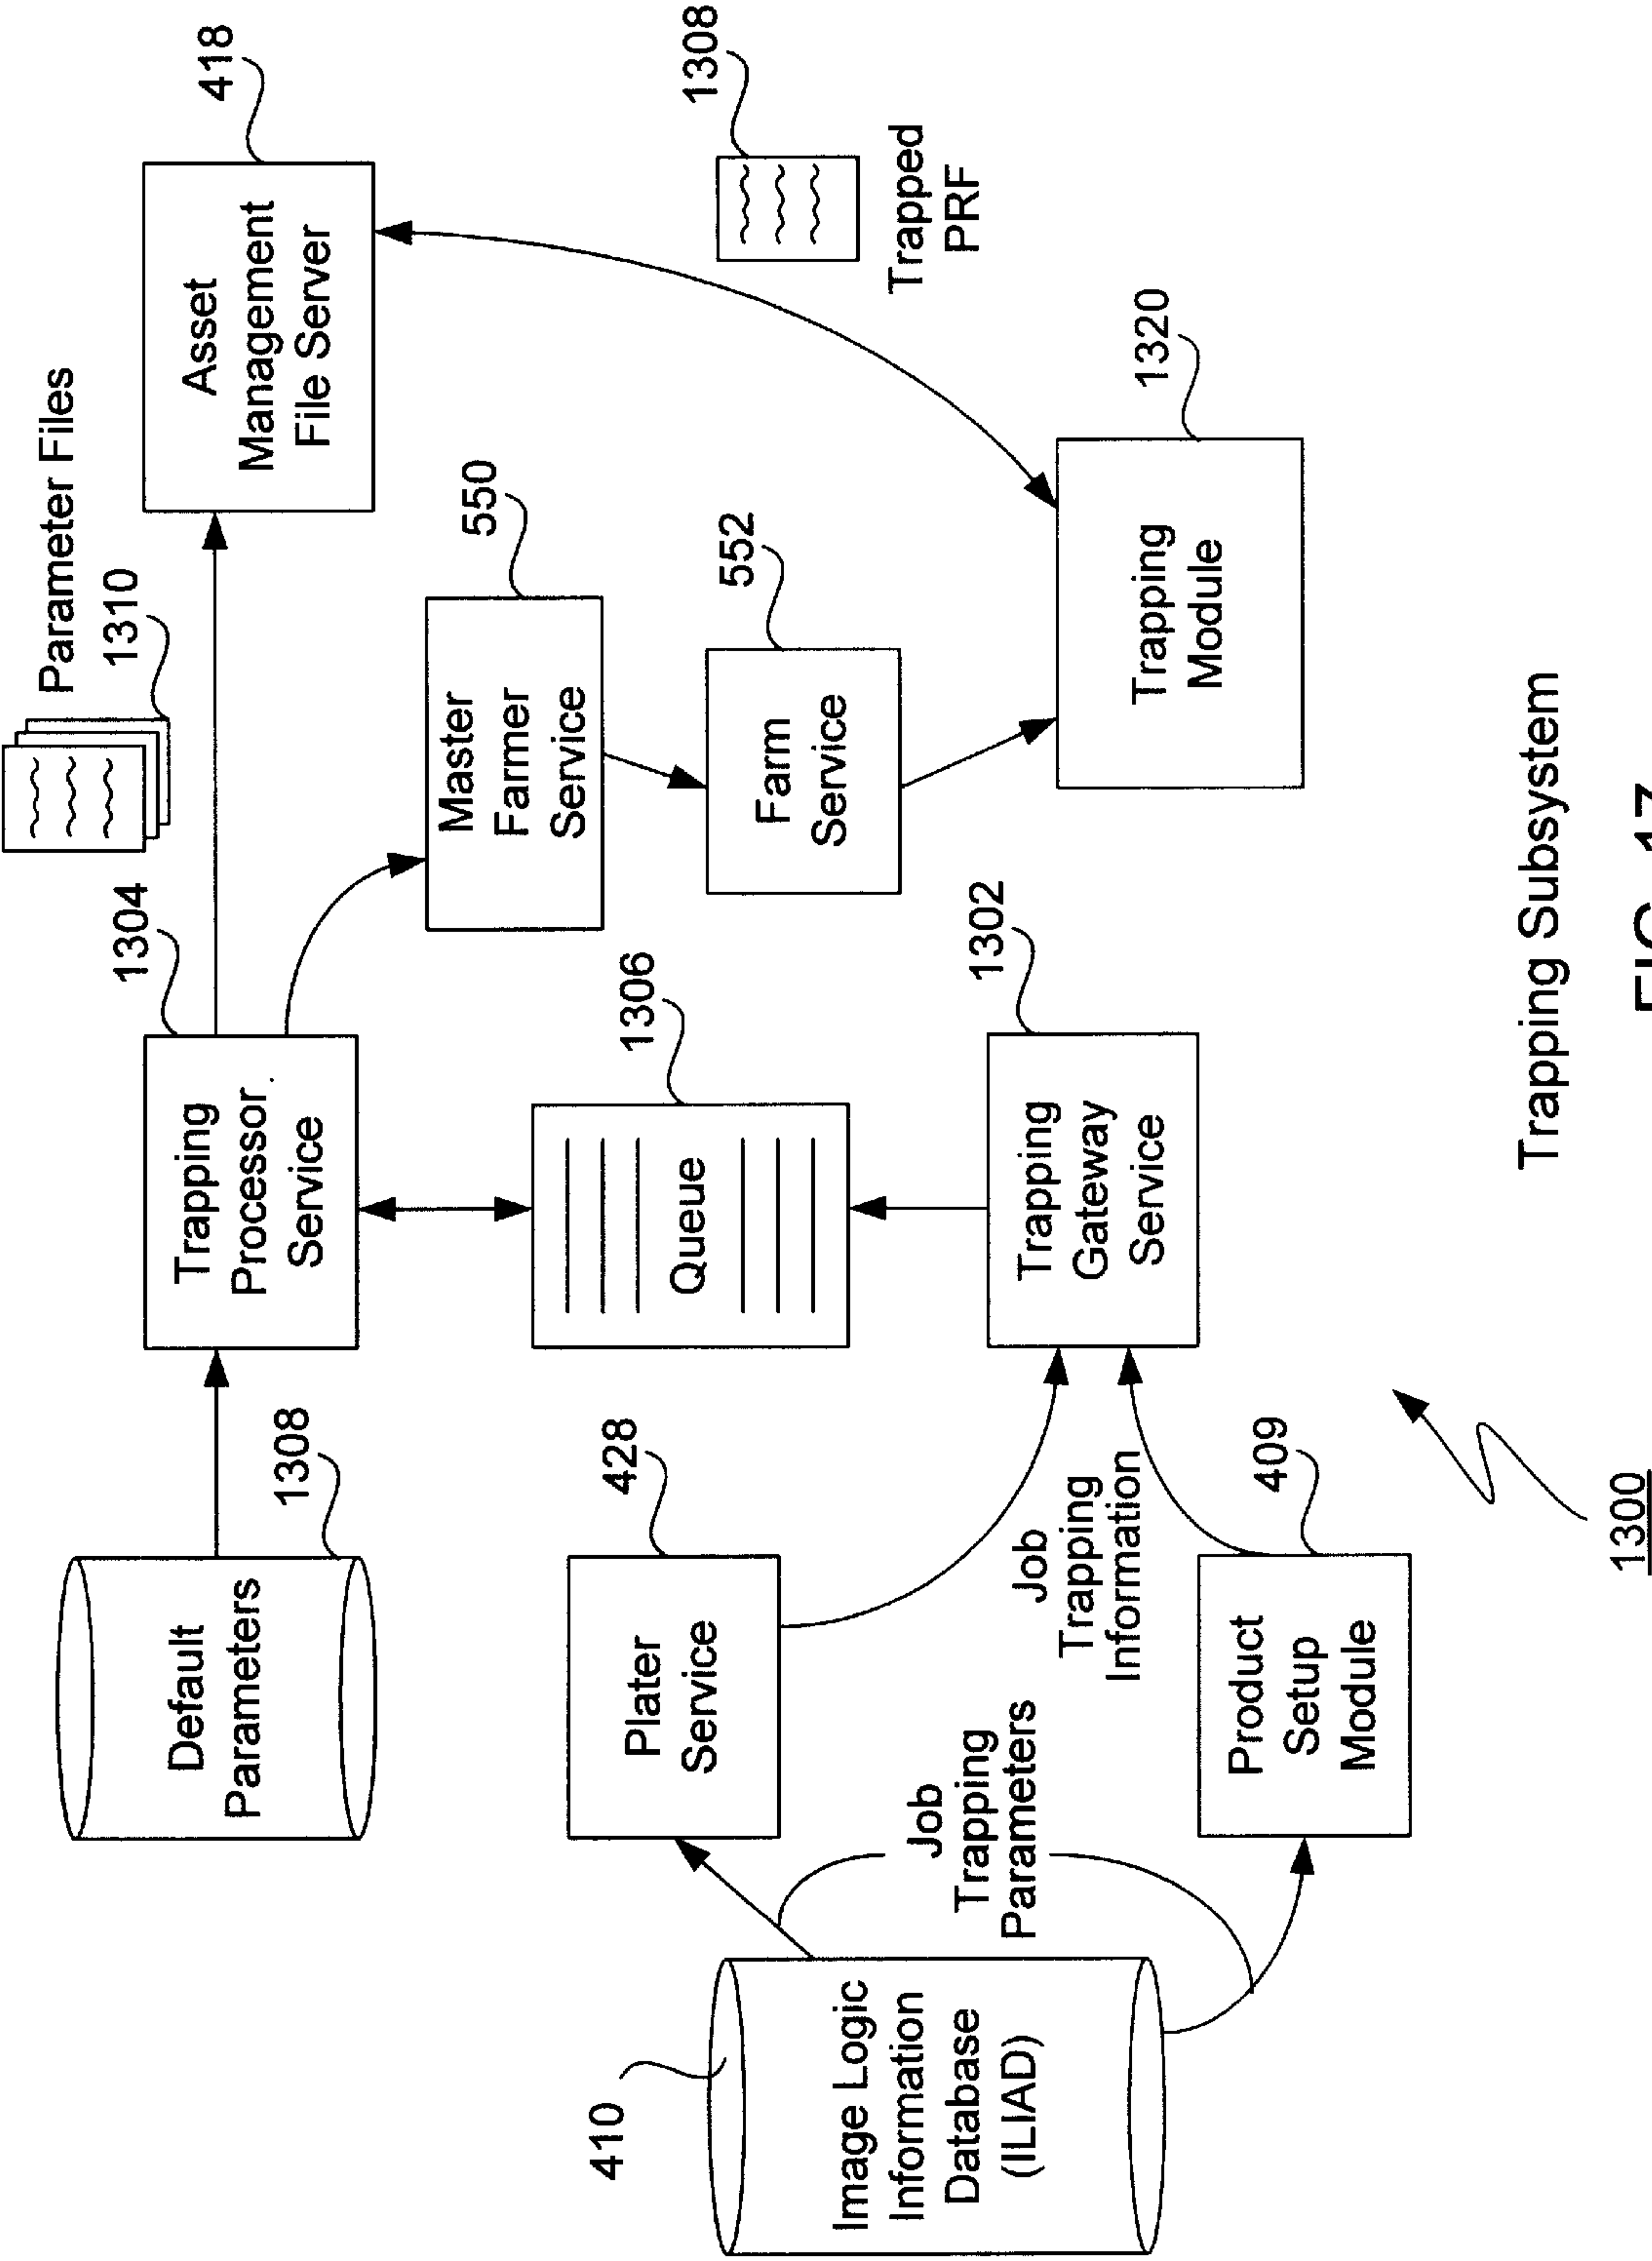 Parameter Files
1310
1304
418
Default
Parameters
1308
Trapping
Processor
Service
Asset
Management
File Server
550
Master
Farmer
Service
1308
Trapped
PRF
428
Plater
Service
1306
Queue
552
Farm
Service
410
Image Logic
Information
Database
(ILIAD)
Job
Trapping
Parameters
Job
Trapping
Information
1302
Trapping
Gateway
Service
1320
Trapping
Module
409
Product
Setup
Module
1300
Trapping Subsystem